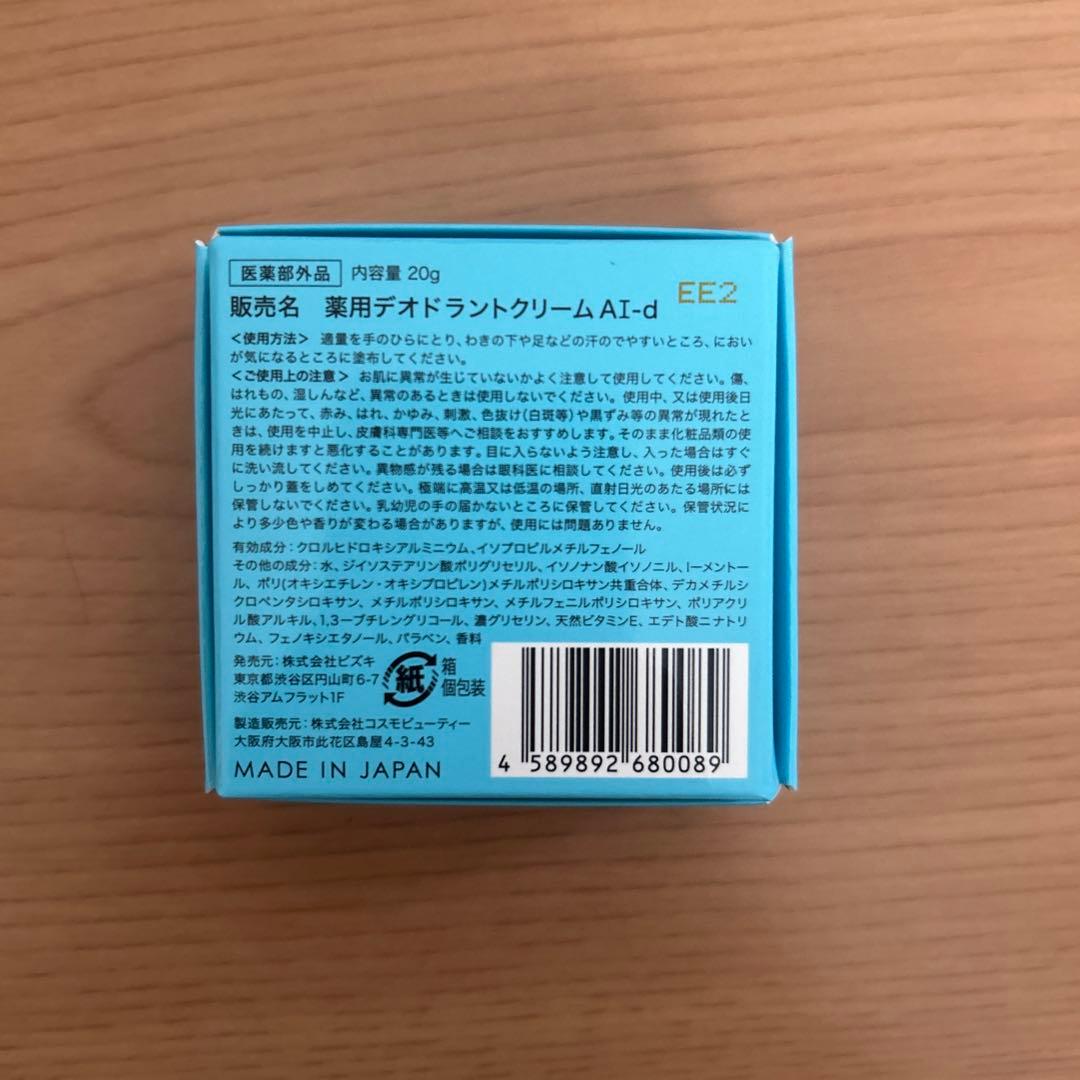 医薬部外品 内容量 20g
販売名 薬用デオドラントクリームAI-d EE2
<使用方法> 適量を手のひらにとり、わきの下や足などの汗のでやすいところ、におい
が気になるところに塗布してください。
<ご使用上の注意> お肌に異常が生じていないかよく注意して使用してください。傷、
はれもの、湿しんなど、異常のあるときは使用しないでください。使用中、又は使用後日
光にあたって、赤み、はれ、かゆみ、刺激、色抜け(白斑等)や黒ずみ等の異常が現れたと
きは、使用を中止し、皮膚科専門医等へご相談をおすすめします。そのまま化粧品類の使
用を続けますと悪化することがあります。目に入らないよう注意し、入った場合はすぐ
に洗い流してください。異物感が残る場合は眼科医に相談してください。使用後は必ず
しっかり蓋をしめてください。極端に高温又は低温の場所、直射日光のあたる場所には
保管しないでください。乳幼児の手の届かないところに保管してください。保管状況に
より多少色や香りが変わる場合がありますが、使用には問題ありません。
有効成分:クロルヒドロキシアルミニウム、イソプロピルメチルフェノール
その他の成分:水、ジイソステアリン酸ポリグリセリル、イソノナン酸イソノニル、l-メントー
ル、ポリ(オキシエチレン・オキシプロピレン)メチルポリシロキサン共重合体、デカメチルシ
クロペンタシロキサン、メチルポリシロキサン、メチルフェニルポリシロキサン、ポリアクリ
ル酸アルキル、1,3-ブチレングリコール、濃グリセリン、天然ビタミンE、エデト酸二ナトリ
ウム、フェノキシエタノール、パラベン、香料
発売元:株式会社ビズキ
東京都渋谷区円山町6-7
渋谷アムフラット1F
紙
箱
個包装
製造販売元:株式会社コスモビューティー
大阪府大阪市此花区島屋4-3-43
MADE IN JAPAN
4 589892 680089